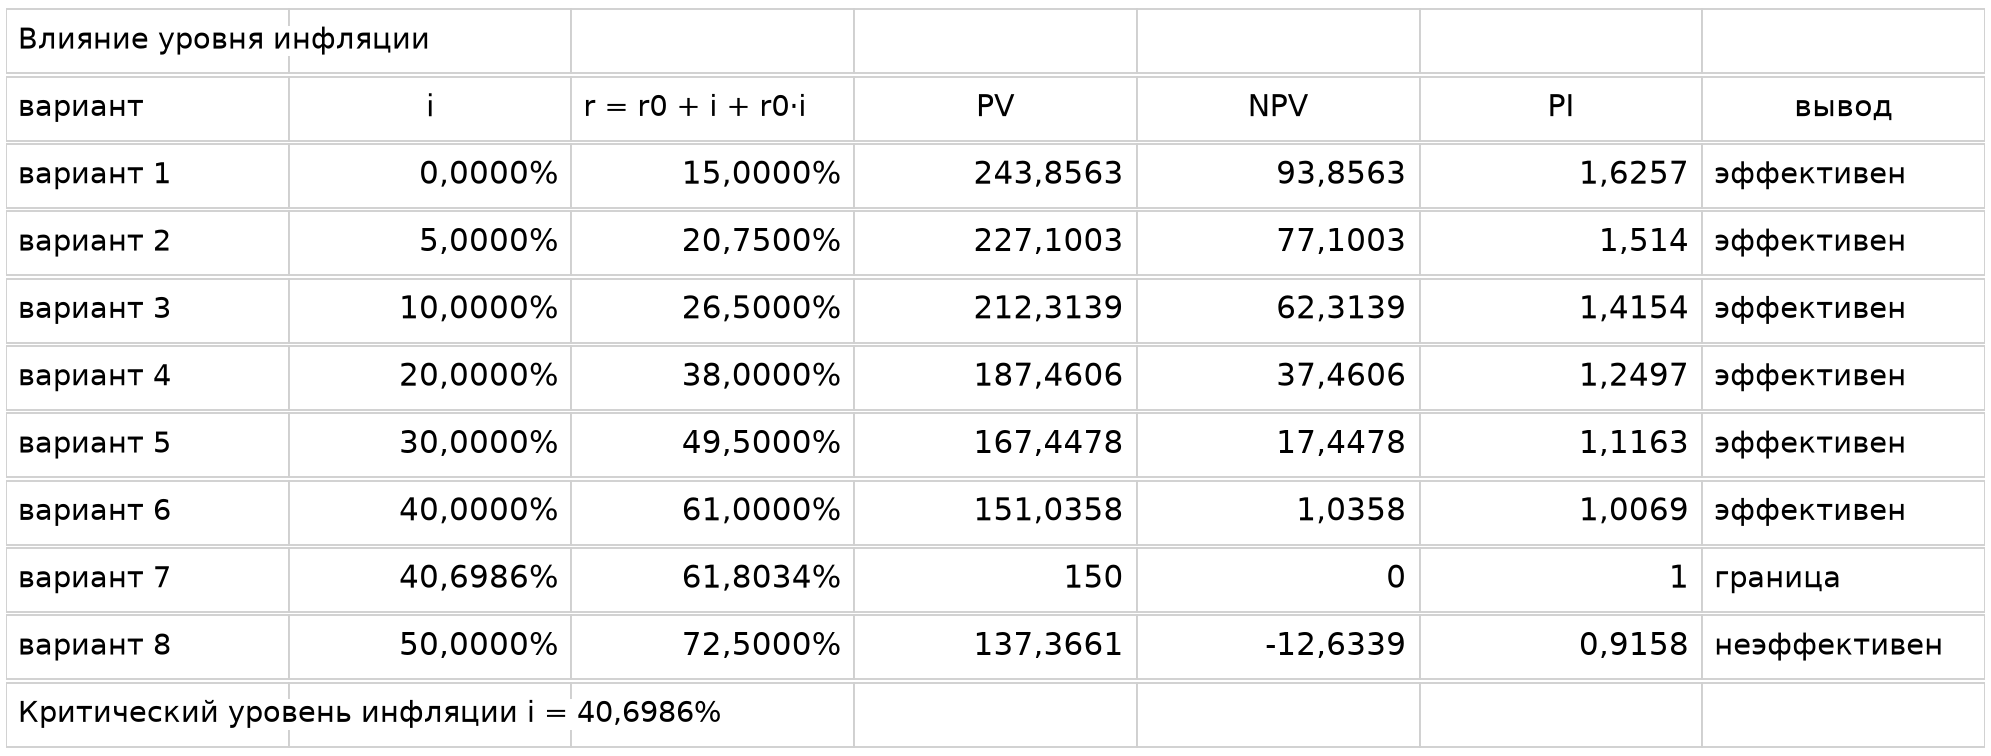 Влияние уровня инфляции
вариант i r = r0 + i + r0·i PV NPV PI вывод
вариант 1 0,0000% 15,0000% 243,8563 93,8563 1,6257 эффективен
вариант 2 5,0000% 20,7500% 227,1003 77,1003 1,514 эффективен
вариант 3 10,0000% 26,5000% 212,3139 62,3139 1,4154 эффективен
вариант 4 20,0000% 38,0000% 187,4606 37,4606 1,2497 эффективен
вариант 5 30,0000% 49,5000% 167,4478 17,4478 1,1163 эффективен
вариант 6 40,0000% 61,0000% 151,0358 1,0358 1,0069 эффективен
вариант 7 40,6986% 61,8034% 150 0 1 граница
вариант 8 50,0000% 72,5000% 137,3661 -12,6339 0,9158 неэффективен
Критический уровень инфляции i = 40,6986%